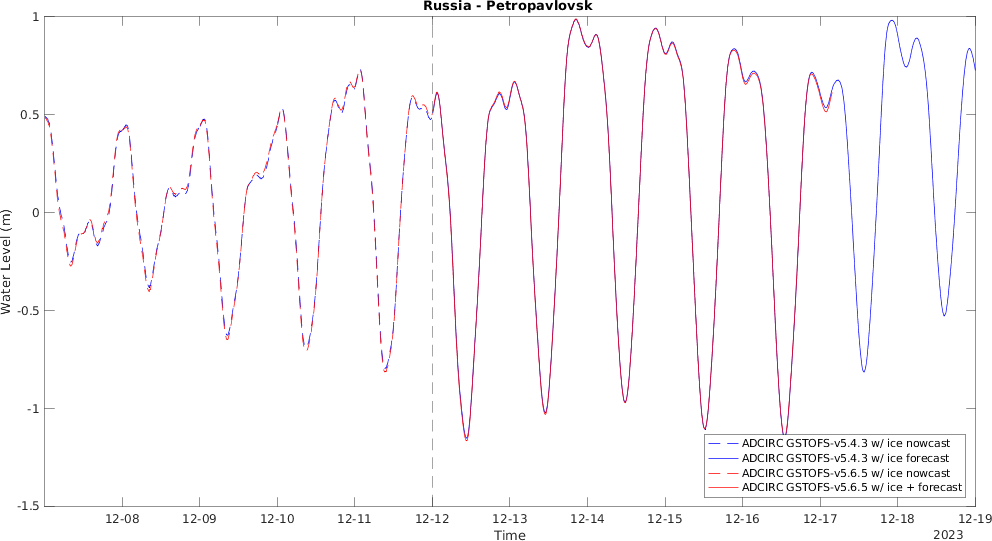 Russia - Petropavlovsk
1
0.5
0
-0.5
-1
-1.5
Water Level (m)
ADCIRC GSTOFS-v5.4.3 w/ ice nowcast
ADCIRC GSTOFS-v5.4.3 w/ ice forecast
ADCIRC GSTOFS-v5.6.5 w/ ice nowcast
ADCIRC GSTOFS-v5.6.5 w/ ice + forecast
12-08 12-09 12-10 12-11 12-12 12-13 12-14 12-15 12-16 12-17 12-18 12-19
Time
2023